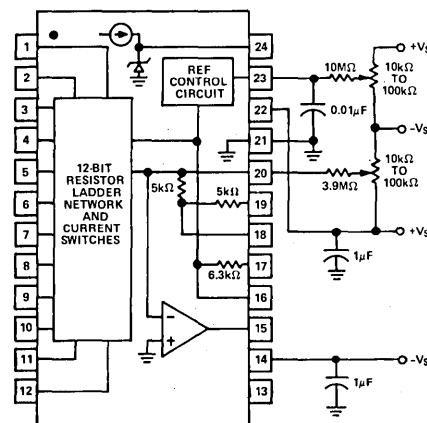 1
2
3
4
5
6
7
8
9
10
11
12
24
23
22
21
20
19
18
17
16
15
14
13
REF
CONTROL
CIRCUIT
12-BIT
RESISTOR
LADDER
NETWORK
AND
CURRENT
SWITCHES
5kΩ
5kΩ
6.3kΩ
−
+
10MΩ
0.01μF
10kΩ
TO
100kΩ
+VS
−VS
3.9MΩ
10kΩ
TO
100kΩ
+VS
1μF
−VS
1μF